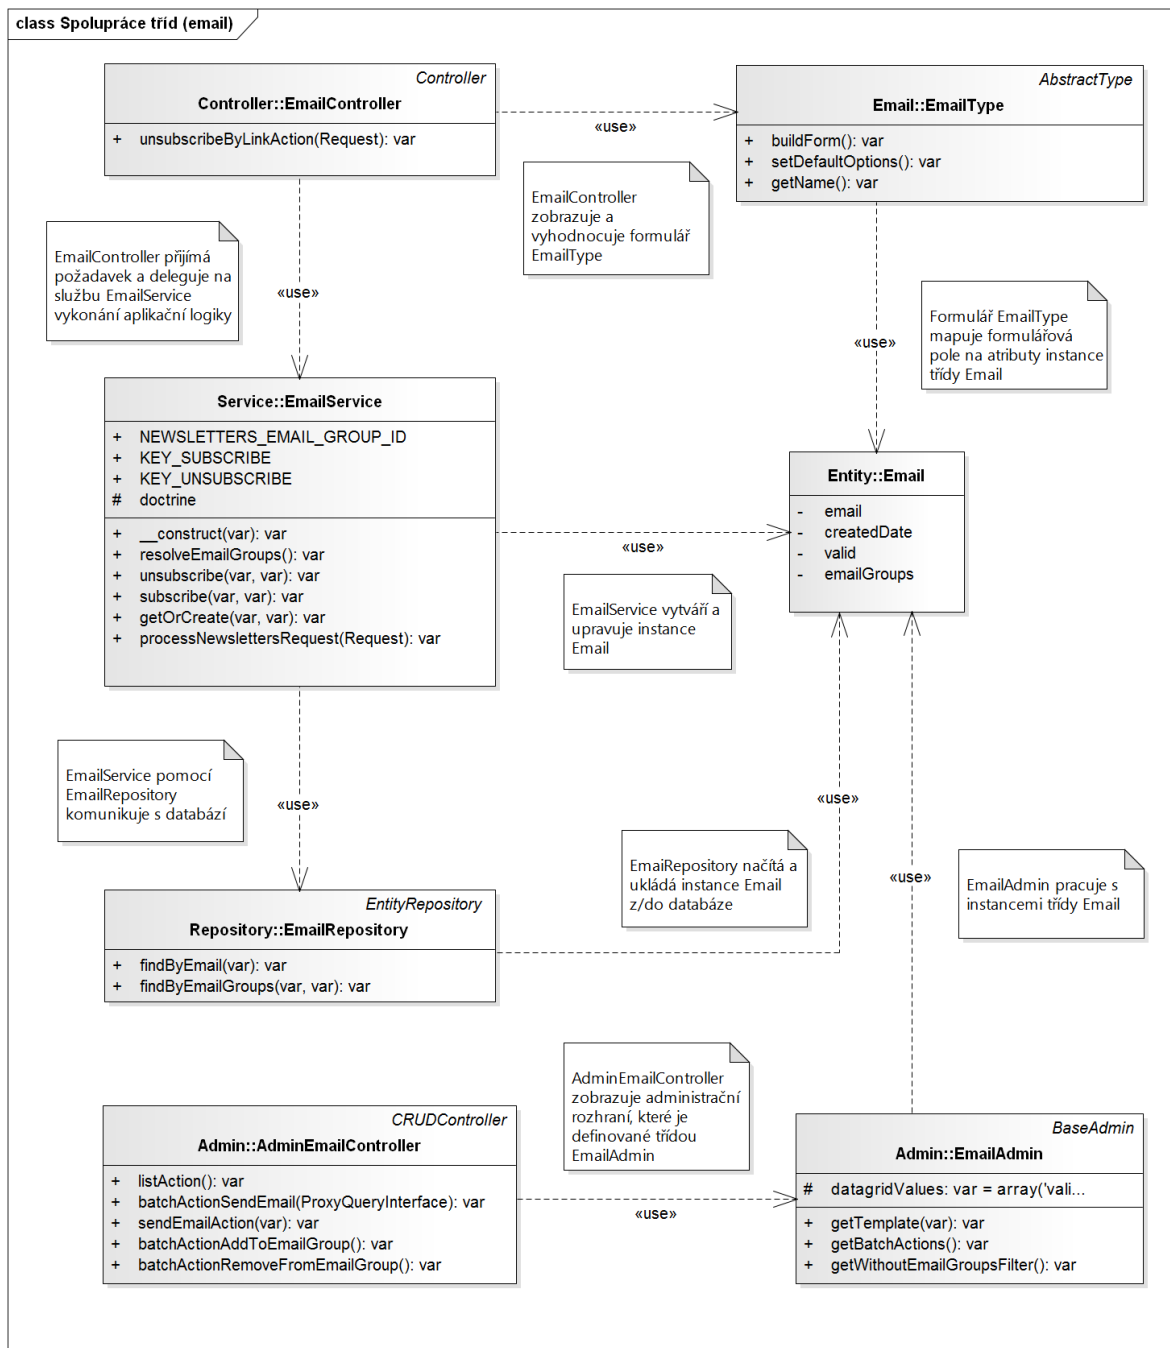 class Spolupráce tříd (email)
Controller
Controller::EmailController
+ unsubscribeByLinkAction(Request): var
«use»
AbstractType
Email::EmailType
+ buildForm(): var
+ setDefaultOptions(): var
+ getName(): var
EmailController
zobrazuje a
vyhodnocuje formulář
EmailType
EmailController přijímá
požadavek a deleguje na
službu EmailService
vykonání aplikační logiky
«use»
Formulář EmailType
mapuje formulářová
pole na atributy instance
třídy Email
«use»
Service::EmailService
+ NEWSLETTERS_EMAIL_GROUP_ID
+ KEY_SUBSCRIBE
+ KEY_UNSUBSCRIBE
# doctrine
+ __construct(var): var
+ resolveEmailGroups(): var
+ unsubscribe(var, var): var
+ subscribe(var, var): var
+ getOrCreate(var, var): var
+ processNewslettersRequest(Request): var
«use»
Entity::Email
- email
- createdDate
- valid
- emailGroups
EmailService vytváří a
upravuje instance
Email
EmailService pomocí
EmailRepository
komunikuje s databází
«use»
«use»
EmaiRepository načítá a
ukládá instance Email
z/do databáze
«use»
EmailAdmin pracuje s
instancemi třídy Email
EntityRepository
Repository::EmailRepository
+ findByEmail(var): var
+ findByEmailGroups(var, var): var
AdminEmailController
zobrazuje administrační
rozhraní, které je
definované třídou
EmailAdmin
CRUDController
Admin::AdminEmailController
+ listAction(): var
+ batchActionSendEmail(ProxyQueryInterface): var
+ sendEmailAction(var): var
+ batchActionAddToEmailGroup(): var
+ batchActionRemoveFromEmailGroup(): var
«use»
BaseAdmin
Admin::EmailAdmin
# datagridValues: var = array('vali...
+ getTemplate(var): var
+ getBatchActions(): var
+ getWithoutEmailGroupsFilter(): var